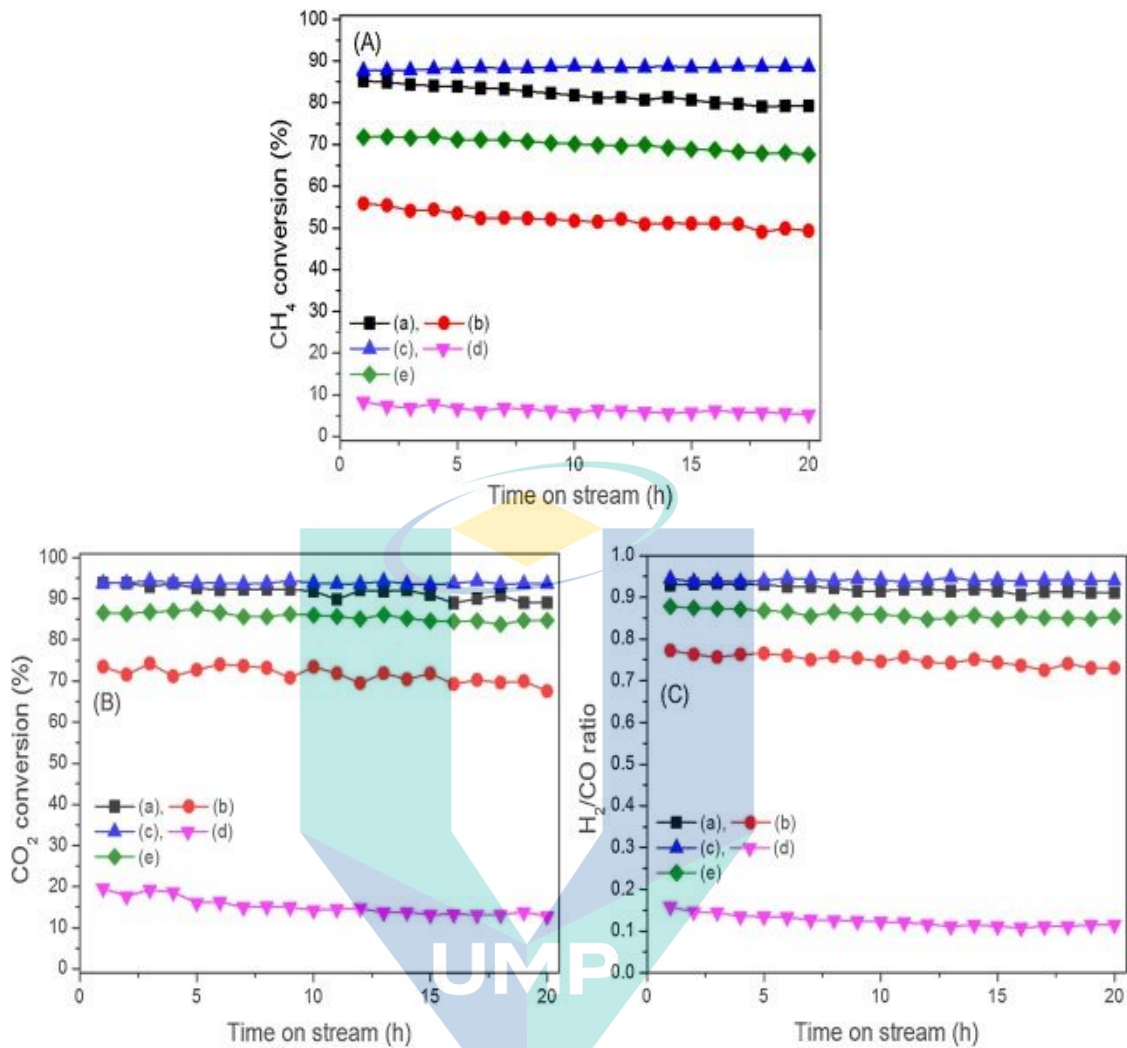 (A)
CH₄ conversion (%)
100
90
80
70
60
50
40
30
20
10
0
(a), (b)
(c), (d)
(e)
0 5 10 15 20
Time on stream (h)
(B)
CO₂ conversion (%)
100
90
80
70
60
50
40
30
20
10
0
(a), (b)
(c), (d)
(e)
0 5 10 15 20
Time on stream (h)
(C)
H₂/CO ratio
1.0
0.9
0.8
0.7
0.6
0.5
0.4
0.3
0.2
0.1
0.0
(a), (b)
(c), (d)
(e)
0 5 10 15 20
Time on stream (h)
UMP